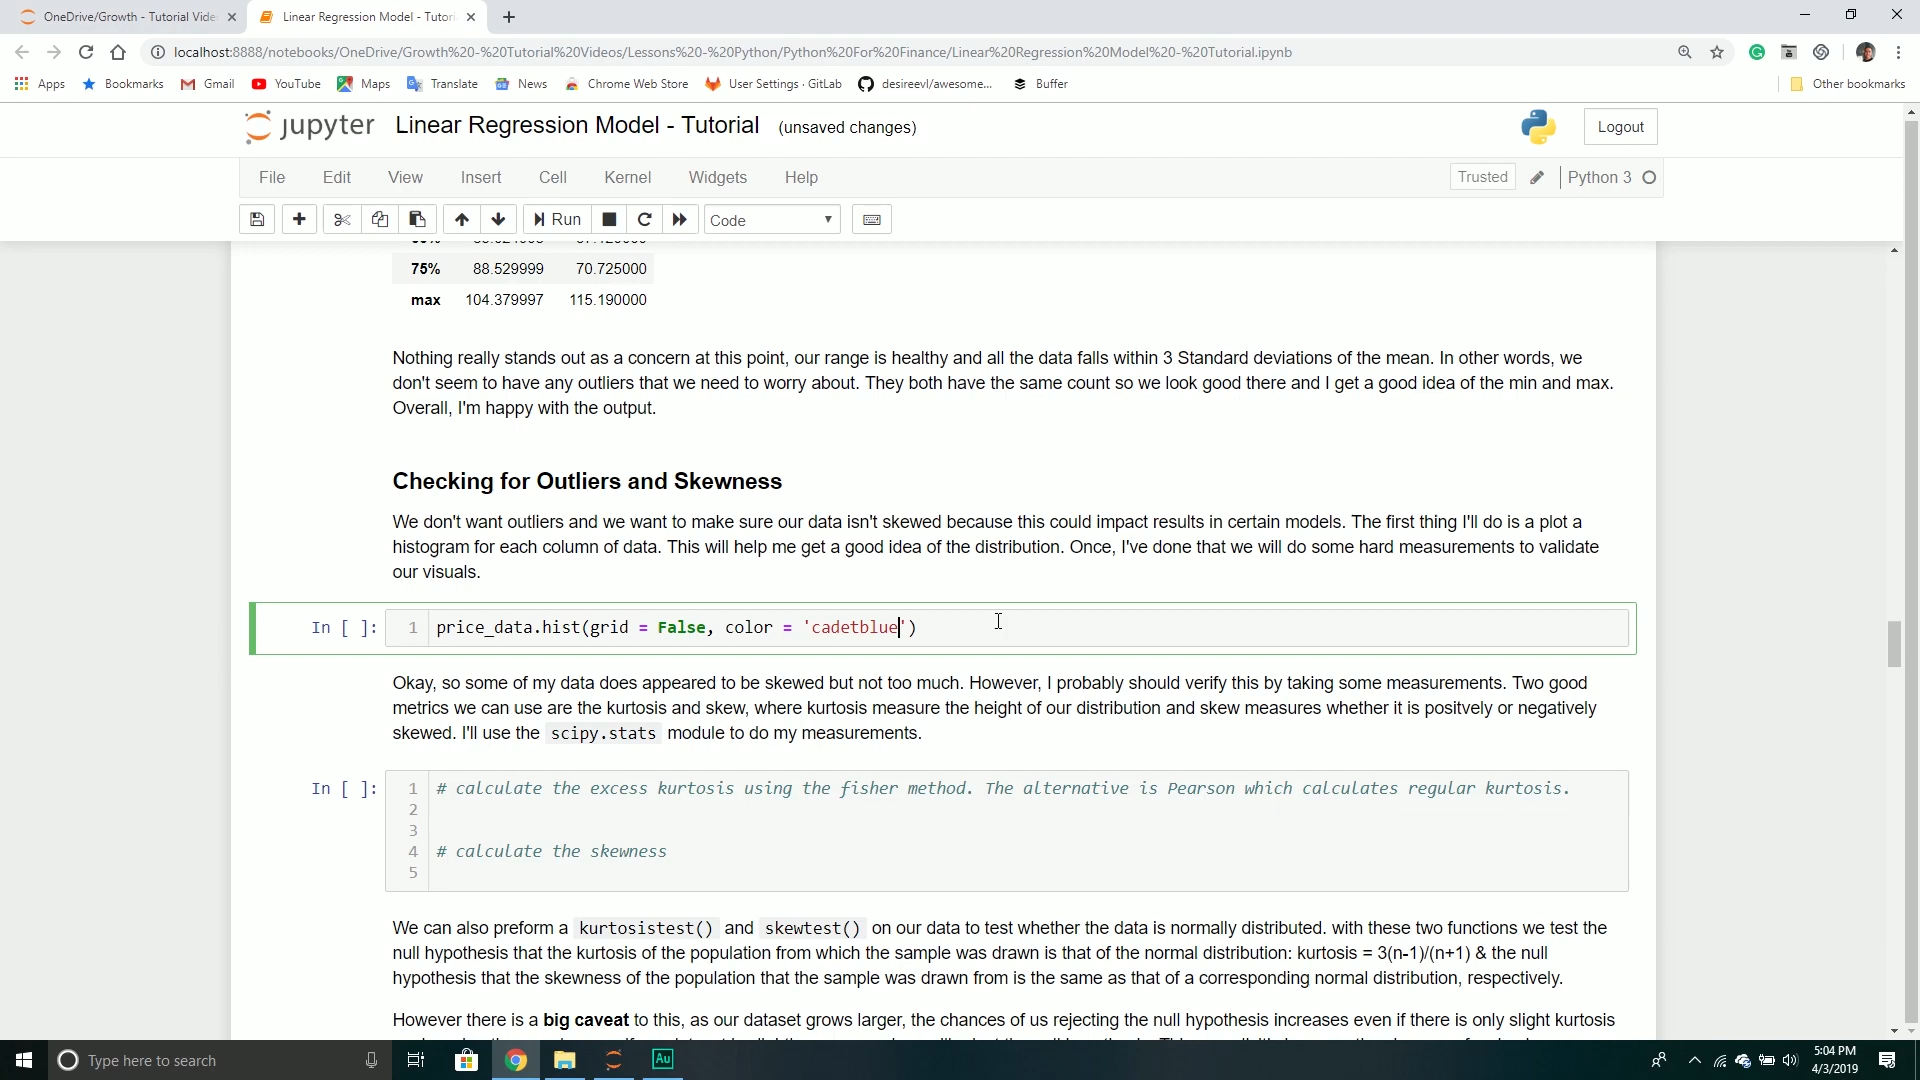 OneDrive/Growth - Tutorial Vide
Linear Regression Model - Tutori
localhost:8888/notebooks/OneDrive/Growth%20-%20Tutorial%20Videos/Lessons%20-%20Python/Python%20For%20Finance/Linear%20Regression%20Model%20-%20Tutorial.ipynb
Apps Bookmarks Gmail YouTube Maps Translate News Chrome Web Store User Settings · GitLab desireevl/awesome... Buffer Other bookmarks
jupyter Linear Regression Model - Tutorial (unsaved changes) Logout
File Edit View Insert Cell Kernel Widgets Help Trusted Python 3
Run Code
75% 88.529999 70.725000
max 104.379997 115.190000
Nothing really stands out as a concern at this point, our range is healthy and all the data falls within 3 Standard deviations of the mean. In other words, we
don't seem to have any outliers that we need to worry about. They both have the same count so we look good there and I get a good idea of the min and max.
Overall, I'm happy with the output.
Checking for Outliers and Skewness
We don't want outliers and we want to make sure our data isn't skewed because this could impact results in certain models. The first thing I'll do is a plot a
histogram for each column of data. This will help me get a good idea of the distribution. Once, I've done that we will do some hard measurements to validate
our visuals.
In [ ]: 1 price_data.hist(grid = False, color = 'cadetblue')
Okay, so some of my data does appeared to be skewed but not too much. However, I probably should verify this by taking some measurements. Two good
metrics we can use are the kurtosis and skew, where kurtosis measure the height of our distribution and skew measures whether it is positvely or negatively
skewed. I'll use the scipy.stats module to do my measurements.
In [ ]: 1 # calculate the excess kurtosis using the fisher method. The alternative is Pearson which calculates regular kurtosis.
2
3
4 # calculate the skewness
5
We can also preform a kurtosistest() and skewtest() on our data to test whether the data is normally distributed. with these two functions we test the
null hypothesis that the kurtosis of the population from which the sample was drawn is that of the normal distribution: kurtosis = 3(n-1)/(n+1) & the null
hypothesis that the skewness of the population that the sample was drawn from is the same as that of a corresponding normal distribution, respectively.
However there is a big caveat to this, as our dataset grows larger, the chances of us rejecting the null hypothesis increases even if there is only slight kurtosis
Type here to search
Au
5:04 PM
4/3/2019